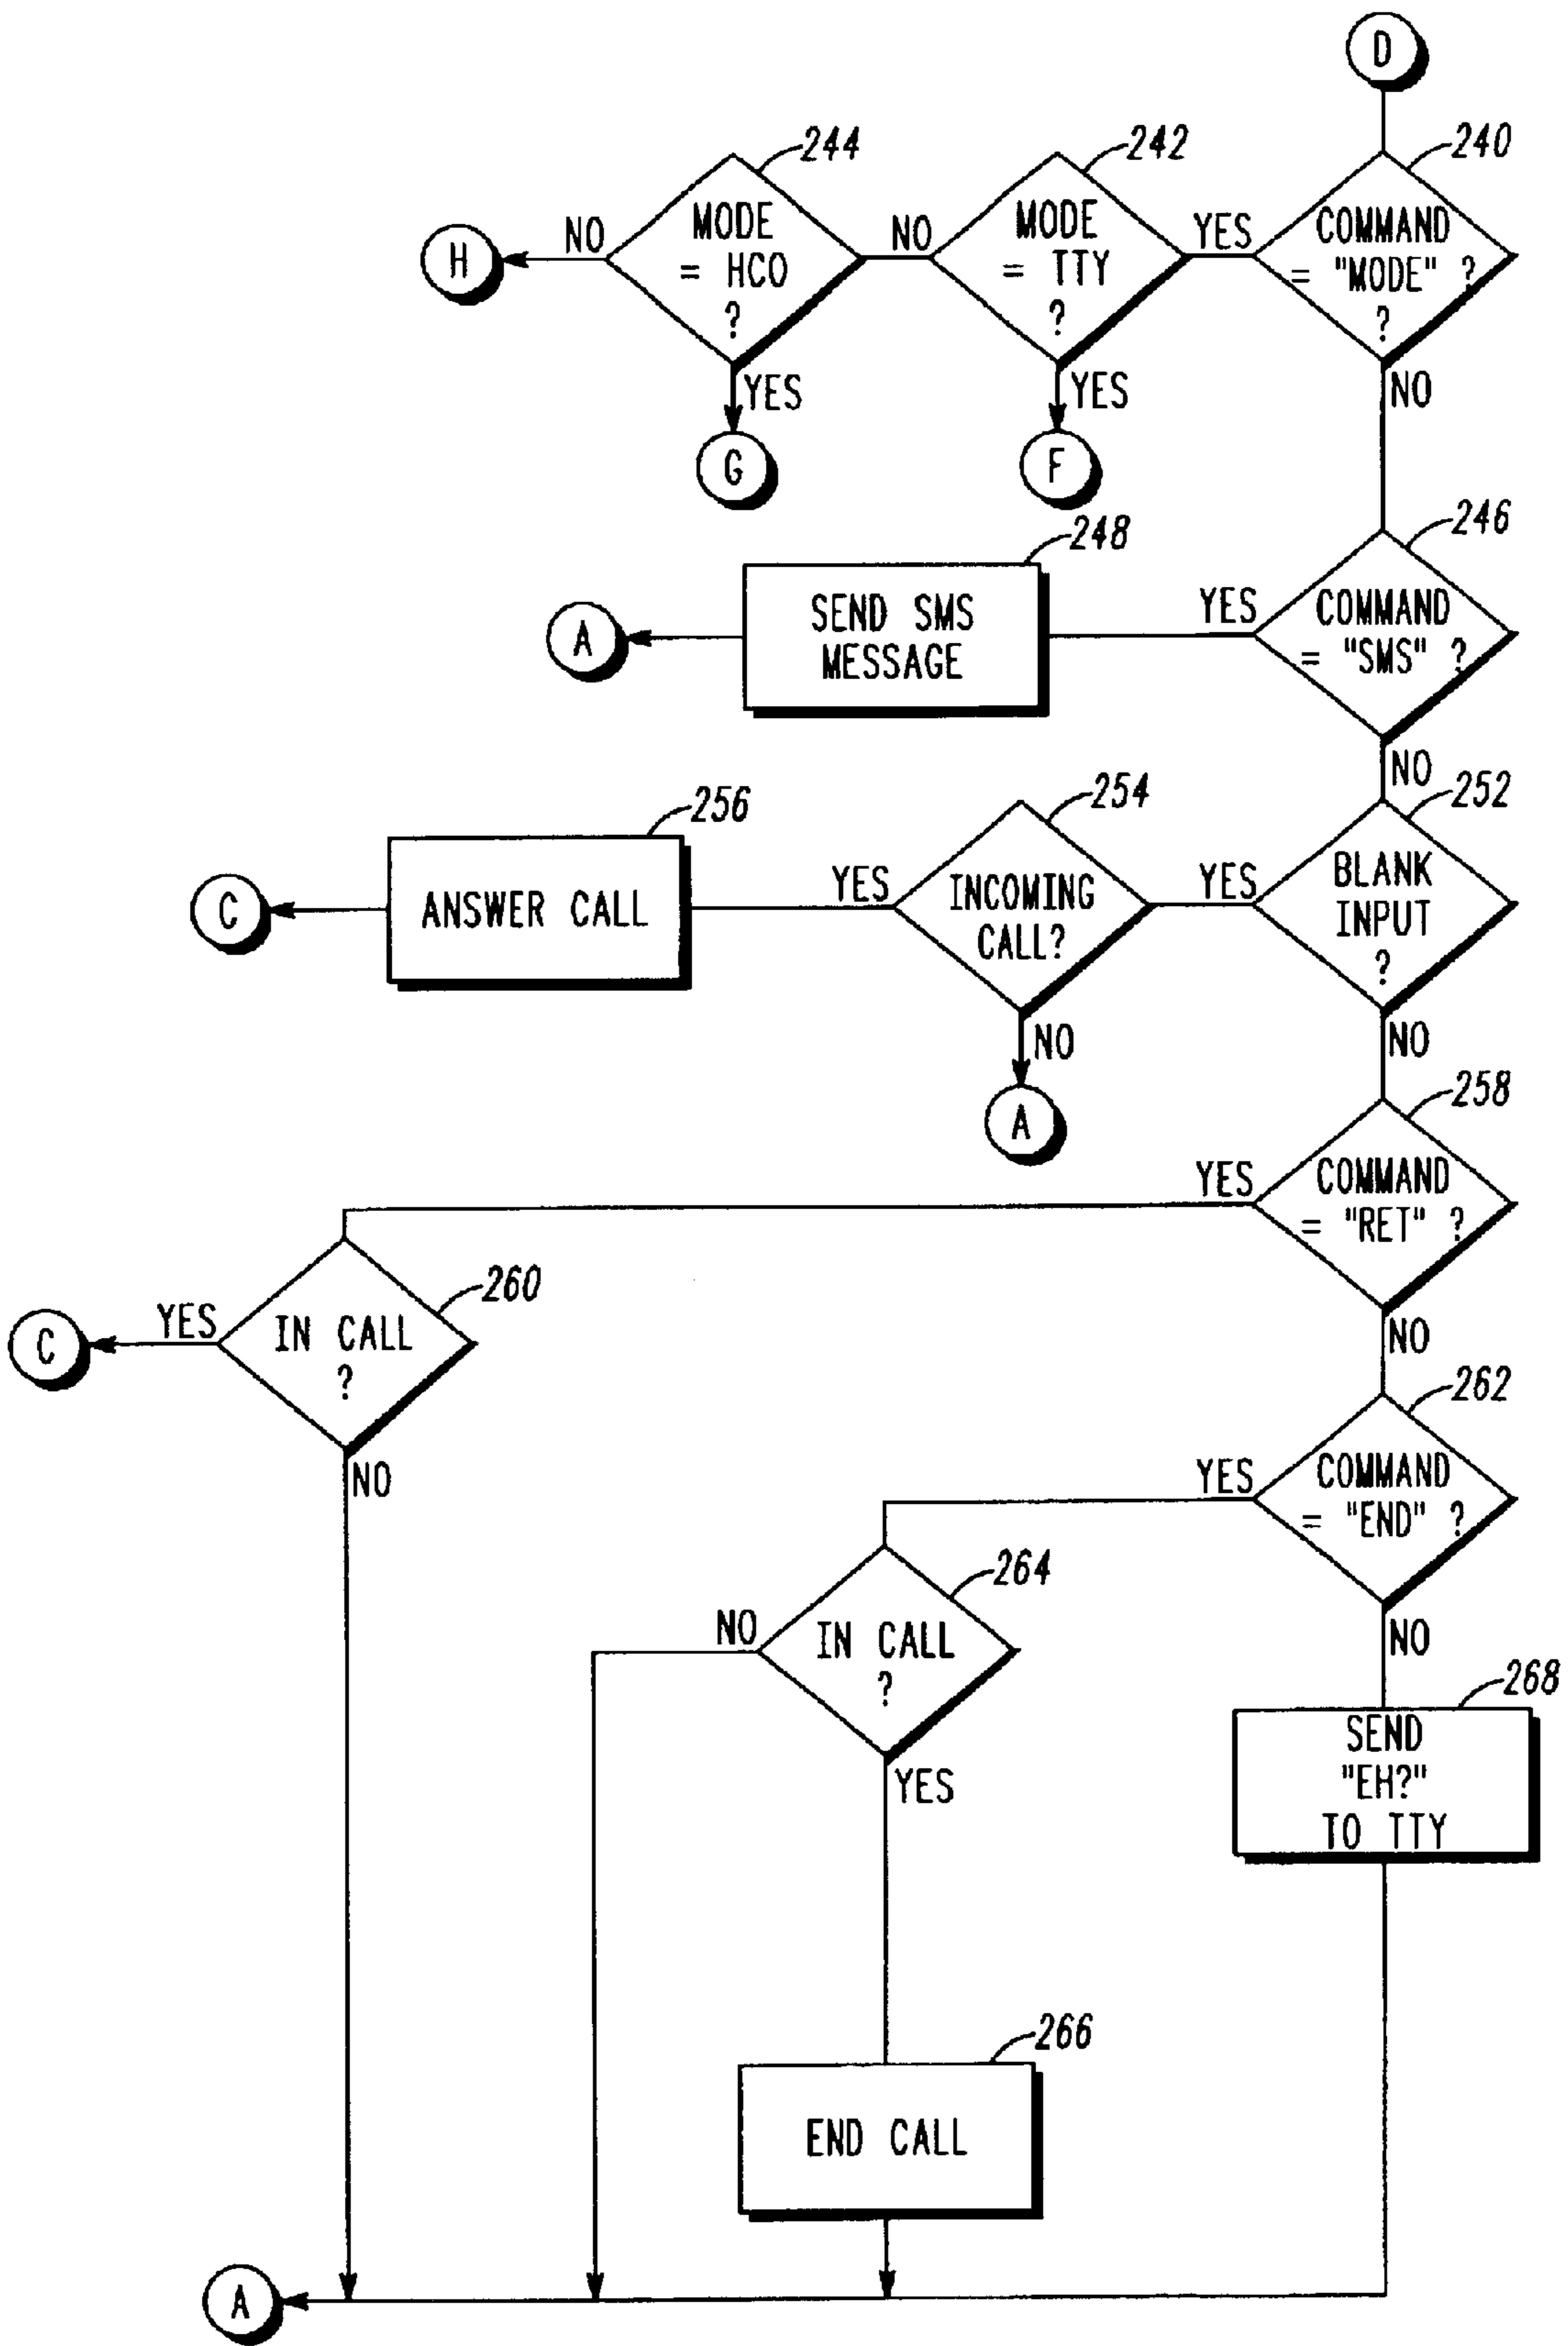 D
244
242
240
MODE
= HCO
?
MODE
= TTY
?
COMMAND
= "MODE" ?
?
NO
NO
YES
H
YES
YES
NO
G
F
246
248
SEND SMS
MESSAGE
YES
COMMAND
= "SMS" ?
A
NO
256
254
252
ANSWER CALL
YES
INCOMING
CALL?
YES
BLANK
INPUT
?
C
NO
NO
A
258
YES
COMMAND
= "RET" ?
260
YES
IN CALL
?
C
NO
NO
262
YES
COMMAND
= "END" ?
264
NO
IN CALL
?
NO
YES
268
SEND
"EH?"
TO TTY
266
END CALL
A